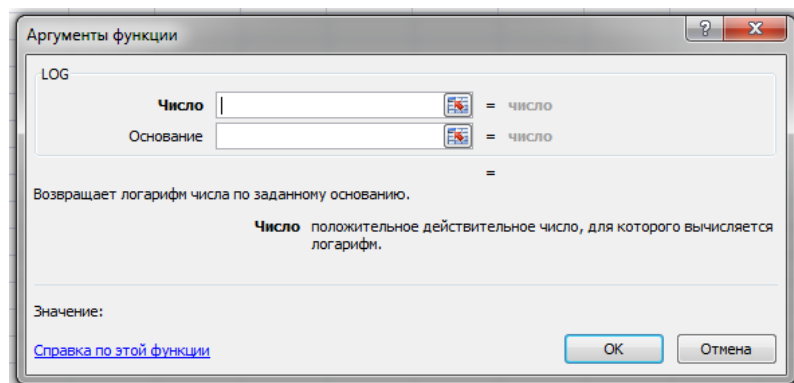 Аргументы функции
LOG
Число = число
Основание = число
=
Возвращает логарифм числа по заданному основанию.
Число положительное действительное число, для которого вычисляется
логарифм.
Значение:
Справка по этой функции
ОК
Отмена